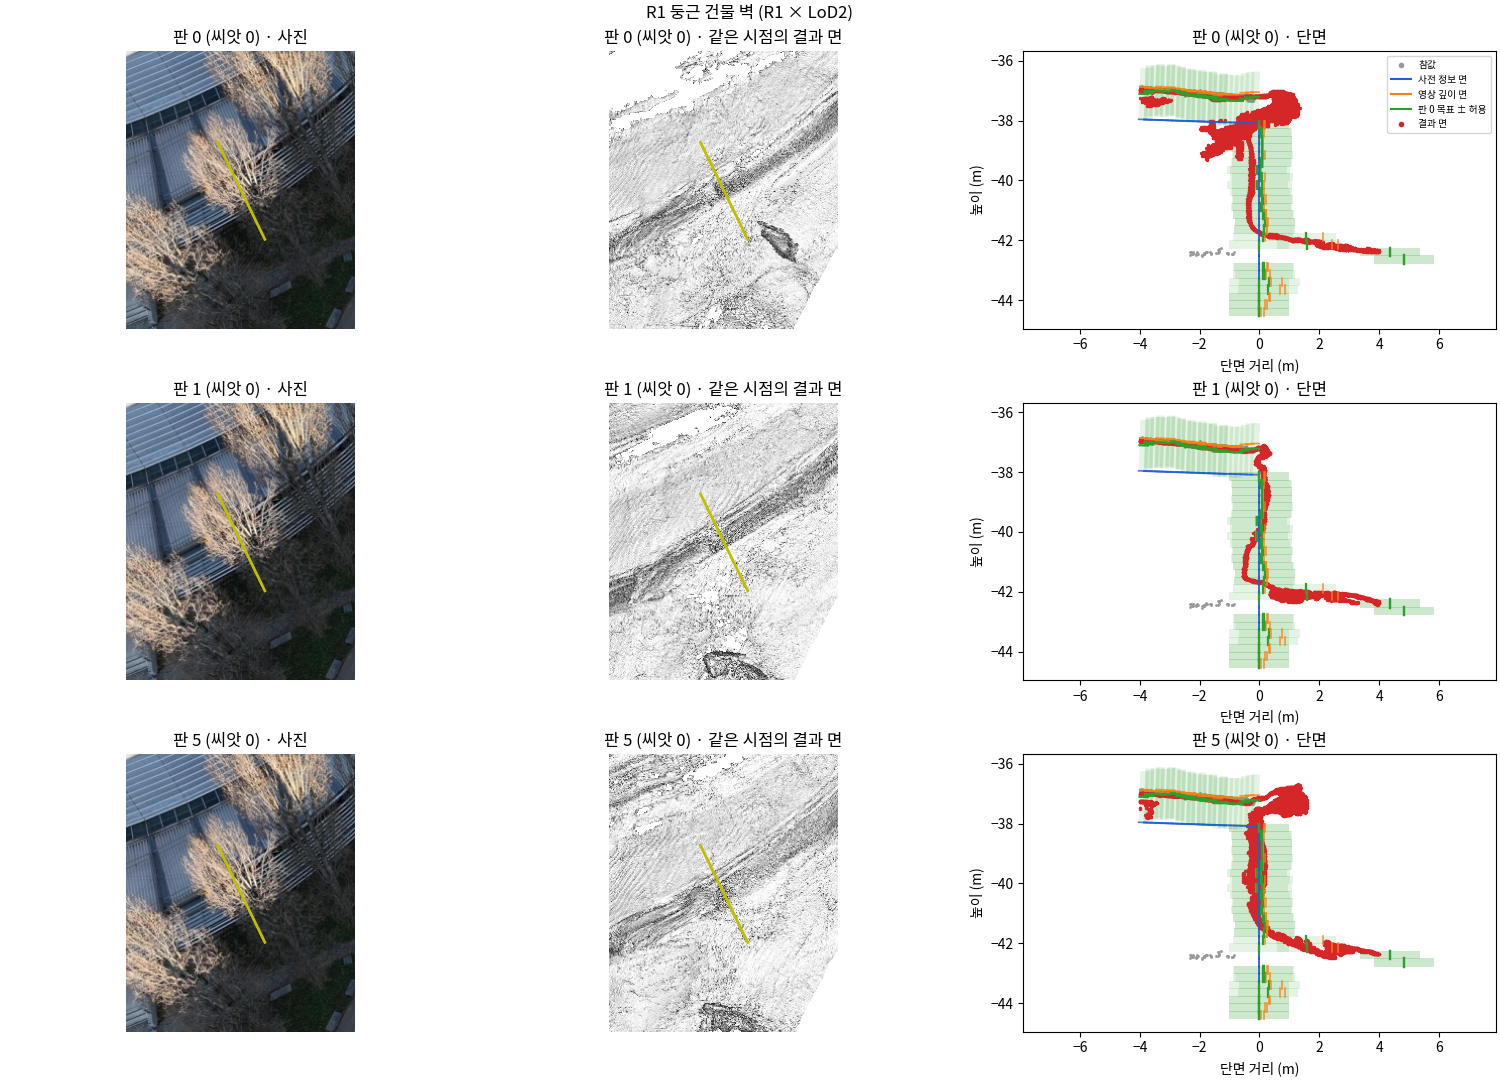 R1 둥근 건물 벽 (R1 × LoD2)
판 0 (씨앗 0) · 사진
판 0 (씨앗 0) · 같은 시점의 결과 면
판 0 (씨앗 0) · 단면
−36
−38
−40
−42
−44
높이 (m)
참값
사전 정보 면
영상 깊이 면
판 0 목표 ± 허용
결과 면
−6 −4 −2 0 2 4 6
단면 거리 (m)
판 1 (씨앗 0) · 사진
판 1 (씨앗 0) · 같은 시점의 결과 면
판 1 (씨앗 0) · 단면
−36
−38
−40
−42
−44
높이 (m)
−6 −4 −2 0 2 4 6
단면 거리 (m)
판 5 (씨앗 0) · 사진
판 5 (씨앗 0) · 같은 시점의 결과 면
판 5 (씨앗 0) · 단면
−36
−38
−40
−42
−44
높이 (m)
−6 −4 −2 0 2 4 6
단면 거리 (m)